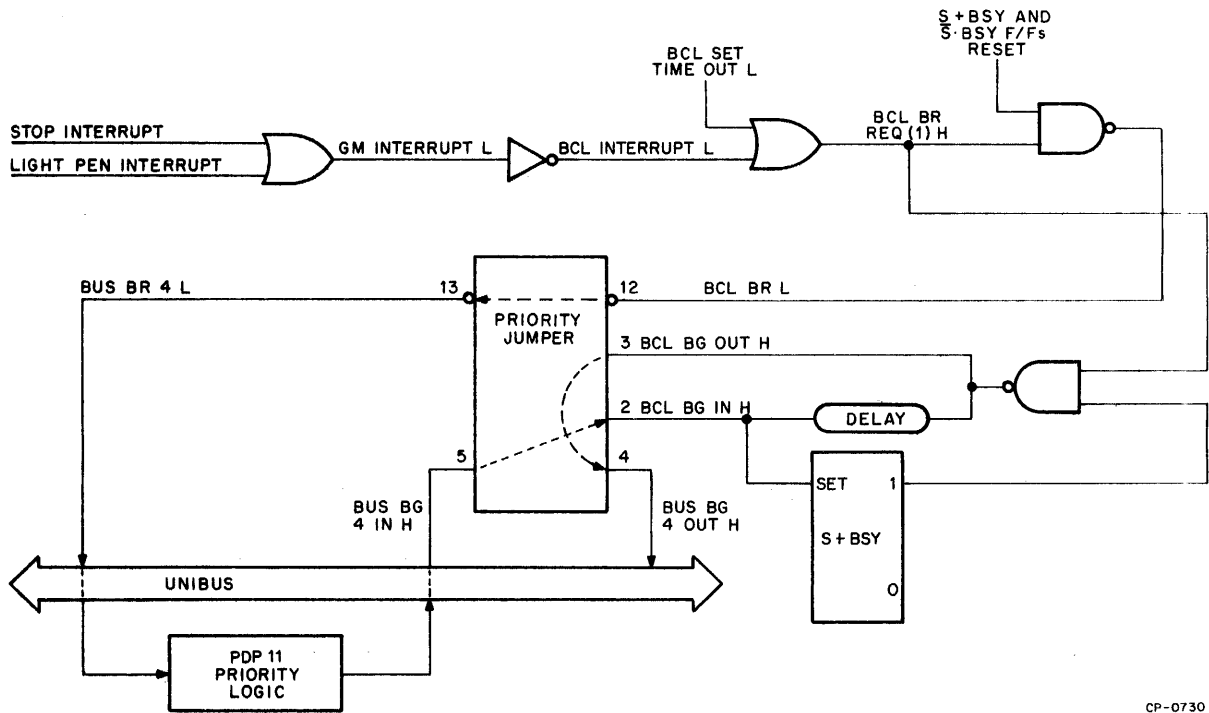 S+BSY AND
S̅·BSY F/Fs
RESET
BCL SET
TIME OUT L
BCL BR
REQ (1) H
STOP INTERRUPT
LIGHT PEN INTERRUPT
GM INTERRUPT L
BCL INTERRUPT L
BUS BR 4 L
13
12
BCL BR L
PRIORITY
JUMPER
3 BCL BG OUT H
2 BCL BG IN H
DELAY
5
4
SET
1
S+BSY
0
BUS BG
4 IN H
BUS BG
4 OUT H
UNIBUS
PDP 11
PRIORITY
LOGIC
CP-0730